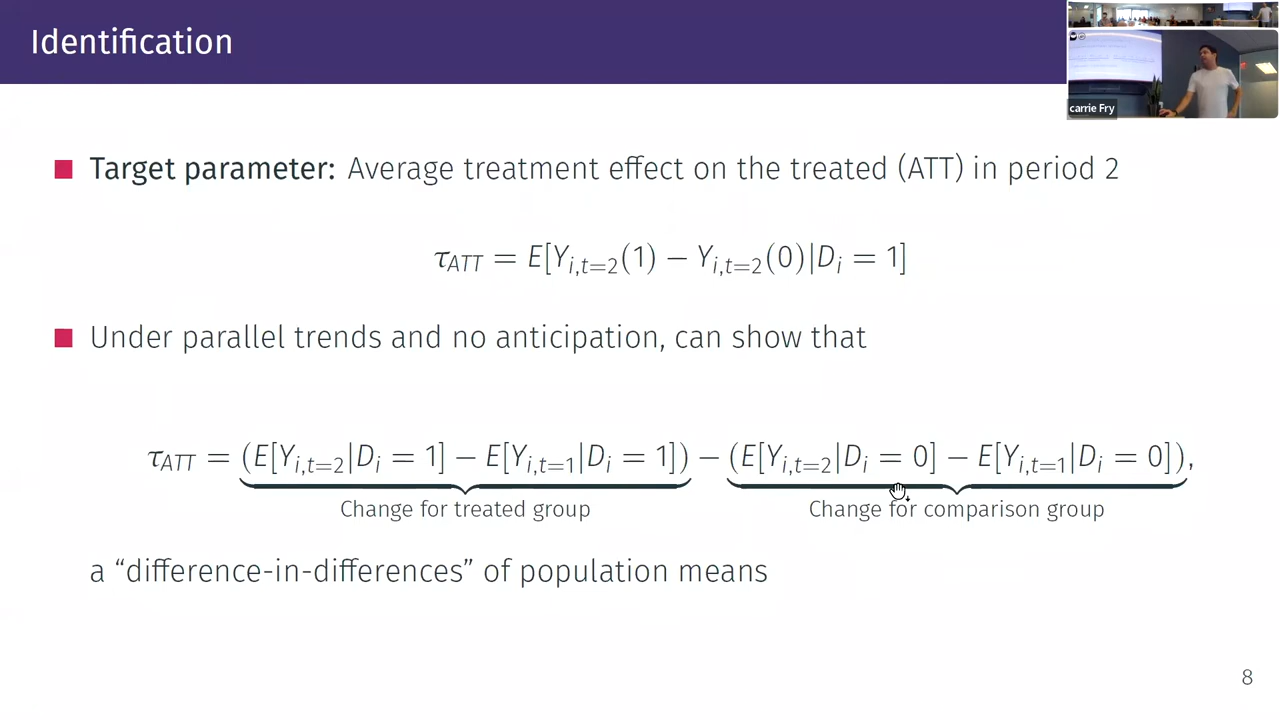 Identification
carrie Fry
Target parameter: Average treatment effect on the treated (ATT) in period 2
τ_ATT = E[Y_{i,t=2}(1) − Y_{i,t=2}(0)|D_i = 1]
Under parallel trends and no anticipation, can show that
τ_ATT = (E[Y_{i,t=2}|D_i = 1] − E[Y_{i,t=1}|D_i = 1]) − (E[Y_{i,t=2}|D_i = 0] − E[Y_{i,t=1}|D_i = 0]),
Change for treated group Change for comparison group
a “difference-in-differences” of population means
8